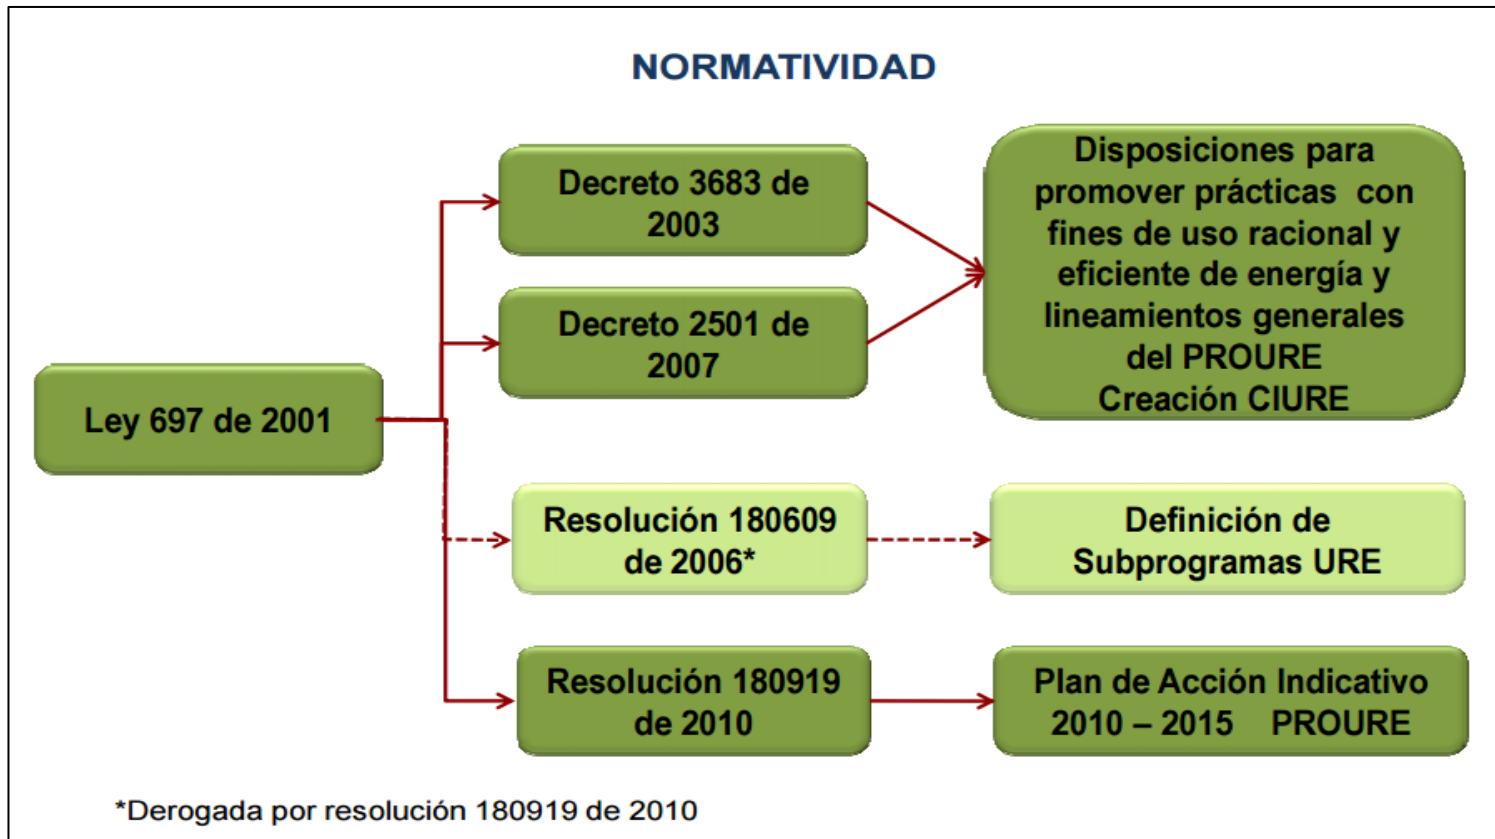 NORMATIVIDAD
Decreto 3683 de
2003
Decreto 2501 de
2007
Disposiciones para
promover prácticas con
fines de uso racional y
eficiente de energía y
lineamientos generales
del PROURE
Creación CIURE
Ley 697 de 2001
Resolución 180609
de 2006*
Definición de
Subprogramas URE
Resolución 180919
de 2010
Plan de Acción Indicativo
2010 – 2015 PROURE
*Derogada por resolución 180919 de 2010